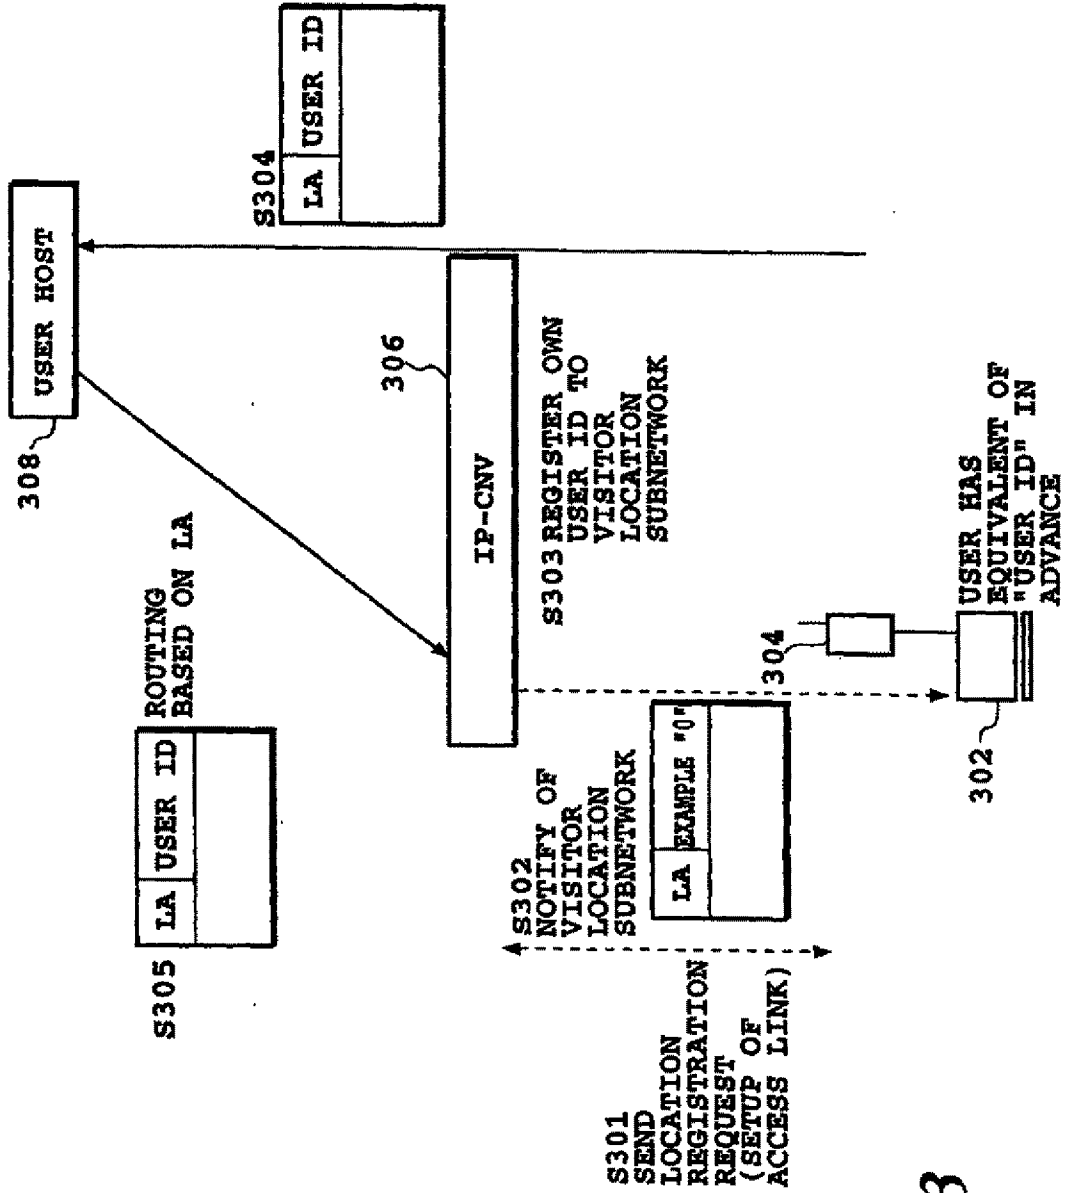 S301
SEND
LOCATION
REGISTRATION
REQUEST
(SETUP OF
ACCESS LINK)
S302
NOTIFY OF
VISITOR
LOCATION
SUBNETWORK
LA EXAMPLE "0"
S305
LA USER ID
ROUTING
BASED ON LA
308
USER HOST
306
IP-CNV
S303 REGISTER OWN
USER ID TO
VISITOR
LOCATION
SUBNETWORK
S304
LA USER ID
302
304
USER HAS
EQUIVALENT OF
"USER ID" IN
ADVANCE
3